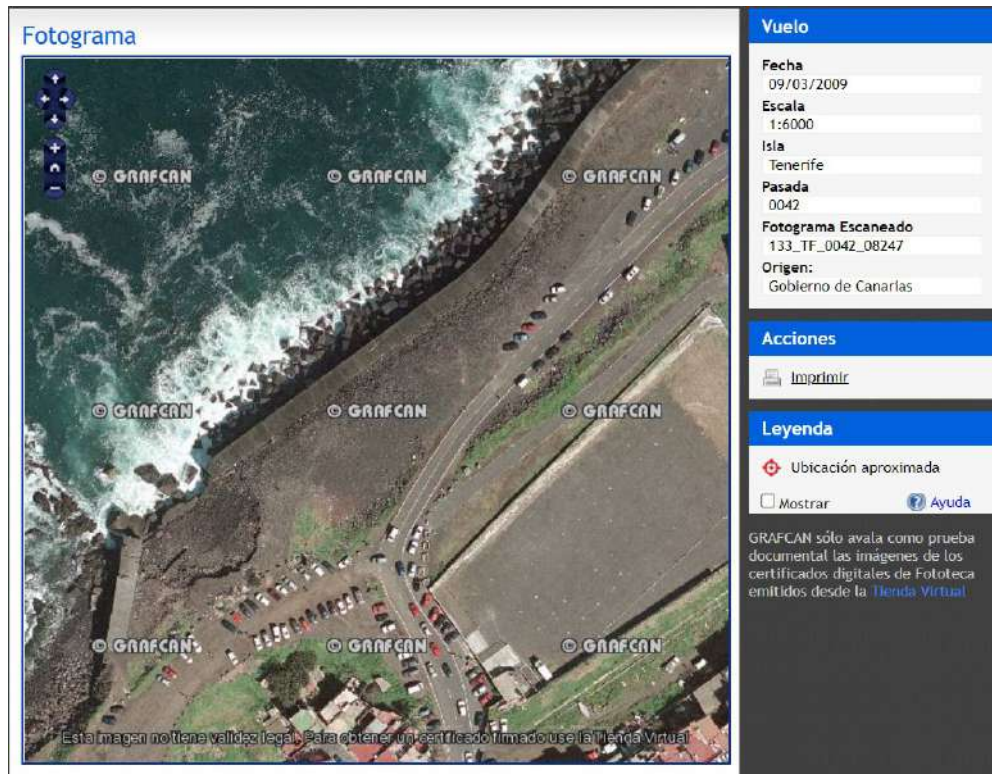 Fotograma
© GRAFCAN © GRAFCAN © GRAFCAN
© GRAFCAN © GRAFCAN © GRAFCAN
© GRAFCAN © GRAFCAN © GRAFCAN
Esta imagen no tiene validez legal. Para obtener un certificado firmado use la Tienda Virtual
Vuelo
Fecha
09/03/2009
Escala
1:6000
Isla
Tenerife
Pasada
0042
Fotograma Escaneado
133_TF_0042_08247
Origen:
Gobierno de Canarias
Acciones
Imprimir
Leyenda
Ubicación aproximada
Mostrar
Ayuda
GRAFCAN sólo avala como prueba
documental las imágenes de los
certificados digitales de Fototeca
emitidos desde la Tienda Virtual